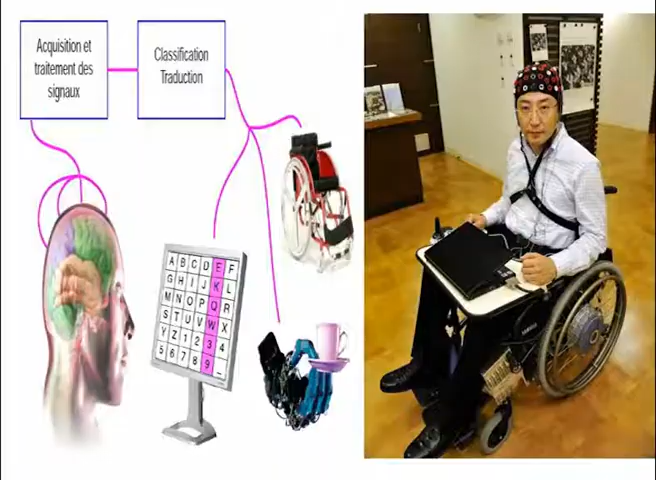 Acquisition et
traitement des
signaux
Classification
Traduction
A B C D E F
G H I J K L
M N O P Q R
S T U V W X
Y Z 1 2 3 4
5 6 7 8 9 _